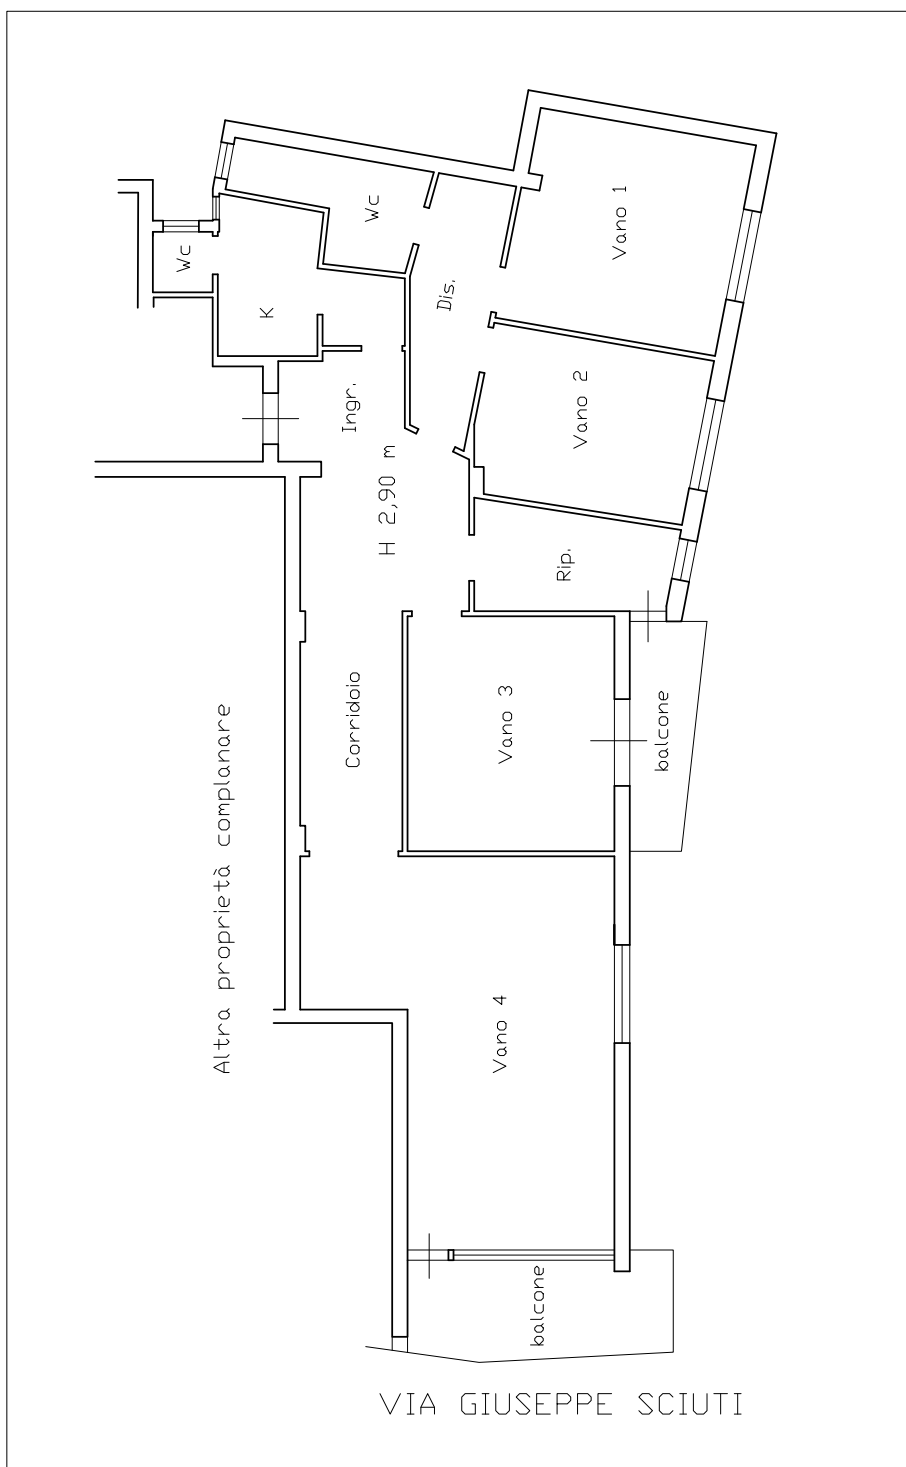 Vano 1
Wc
Wc
Dis.
K
Ingr.
Vano 2
H 2,90 m
Rip.
Corridoio
Vano 3
balcone
Altra proprietà complanare
Vano 4
balcone
VIA GIUSEPPE SCIUTI